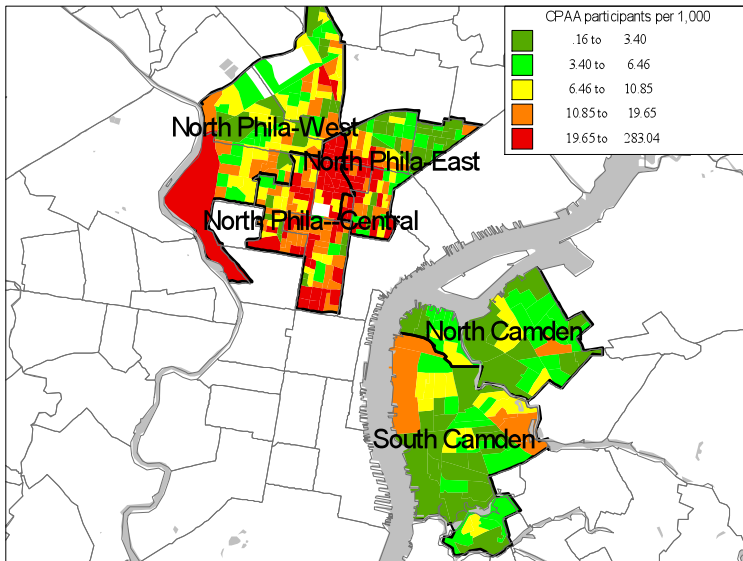 CPAA participants per 1,000
.16 to 3.40
3.40 to 6.46
6.46 to 10.85
10.85 to 19.65
19.65 to 283.04
North Phila-West
North Phila-East
North Phila--Central
North Camden
South Camden